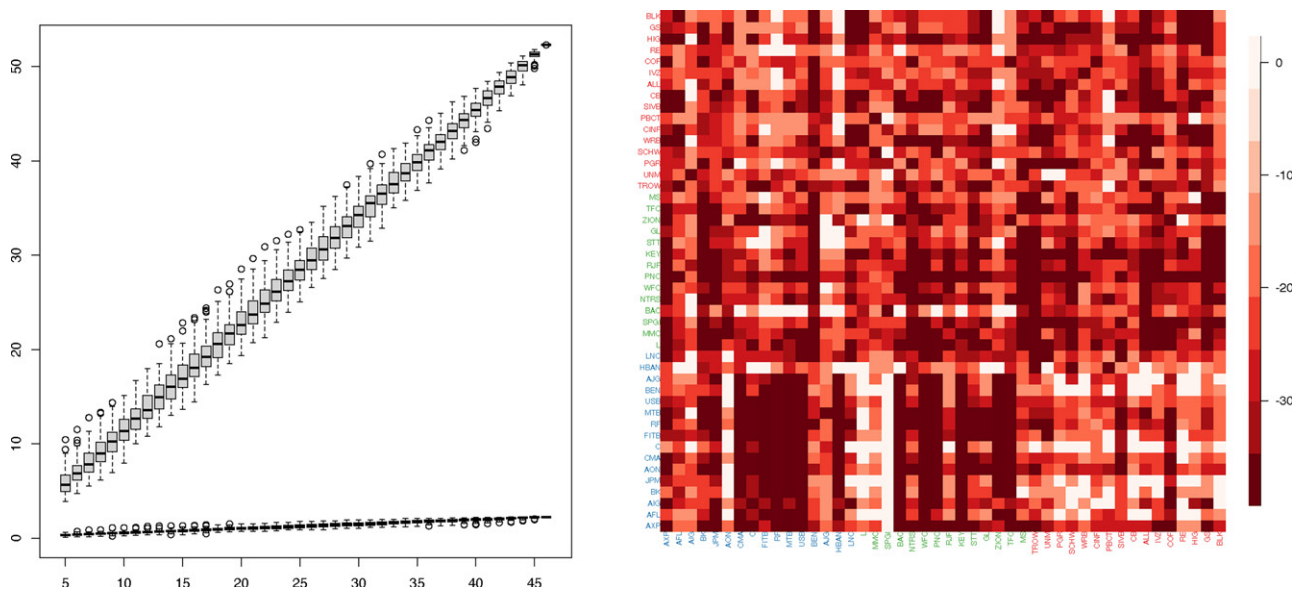 50
40
30
20
10
0
5 10 15 20 25 30 35 40 45
BLK
GS
HIG
RE
COF
IVZ
ALL
CB
SIVB
PBCT
CINF
WRB
SCHW
PGR
UNM
TROW
MS
TFC
ZION
GL
STT
KEY
RJF
PNC
WFC
NTRS
BAC
SPGI
MMC
L
LNC
HBAN
AJG
BEN
USB
MTB
RF
FITB
C
CMA
AON
JPM
BK
AIG
AFL
AXP
AXP AFL AIG BK JPM AON CMA C FITB RF MTB USB BEN AJG HBAN LNC L MMC SPGI BAC NTRS WFC PNC RJF KEY STT GL ZION TFC MS TROW UNM PGR SCHW WRB CINF PBCT SIVB CB ALL IVZ COF RE HIG GS BLK
0
-10
-20
-30